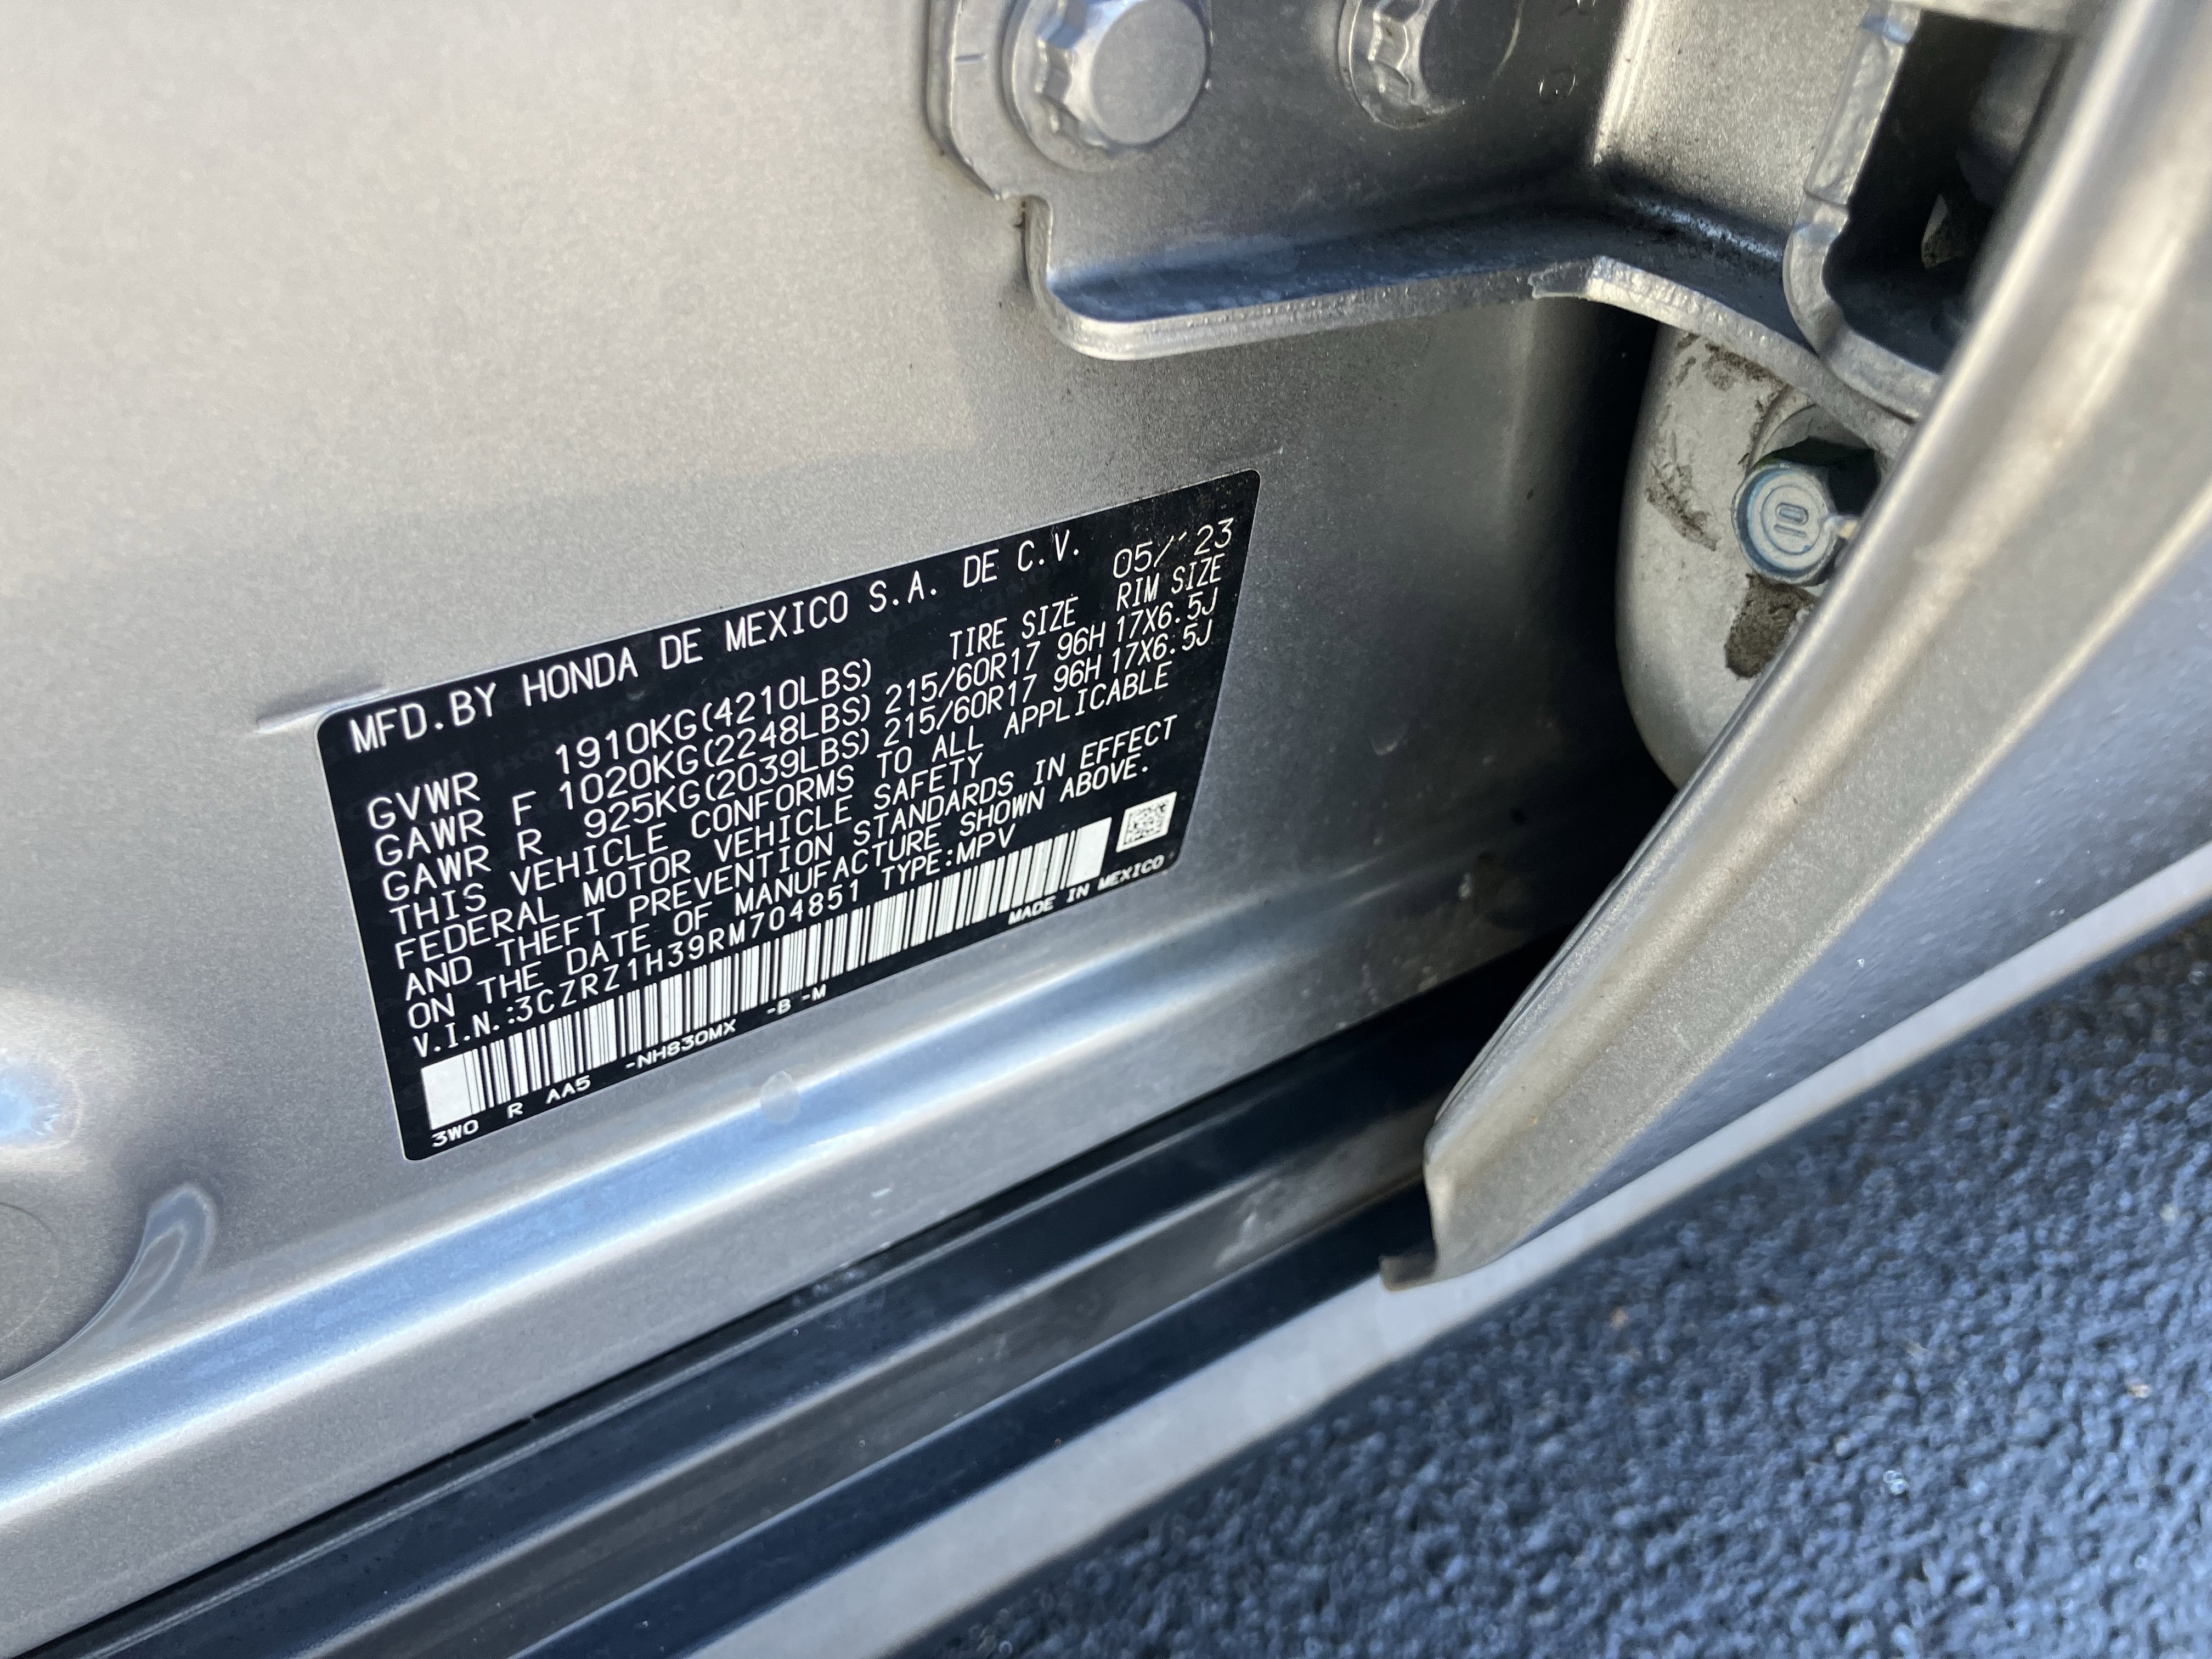 MFD.BY HONDA DE MEXICO S.A. DE C.V. 05/'23
TIRE SIZE RIM SIZE
GVWR 1910KG(4210LBS)
GAWR F 1020KG(2248LBS) 215/60R17 96H 17X6.5J
GAWR R 925KG(2039LBS) 215/60R17 96H 17X6.5J
THIS VEHICLE CONFORMS TO ALL APPLICABLE
FEDERAL MOTOR VEHICLE SAFETY
AND THEFT PREVENTION STANDARDS IN EFFECT
ON THE DATE OF MANUFACTURE SHOWN ABOVE.
V.I.N.:3CZRZ1H39RM704851 TYPE:MPV
MADE IN MEXICO
3W0 R AA5 -NH830MX -B -M